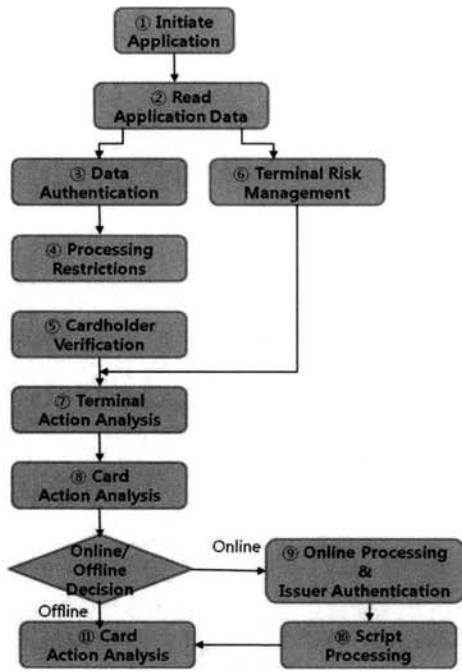 ① Initiate
Application
② Read
Application Data
③ Data
Authentication
⑥ Terminal Risk
Management
④ Processing
Restrictions
⑤ Cardholder
Verification
⑦ Terminal
Action Analysis
⑧ Card
Action Analysis
Online/
Offline
Decision
Online
⑨ Online Processing
&
Issuer Authentication
Offline
⑪ Card
Action Analysis
⑩ Script
Processing